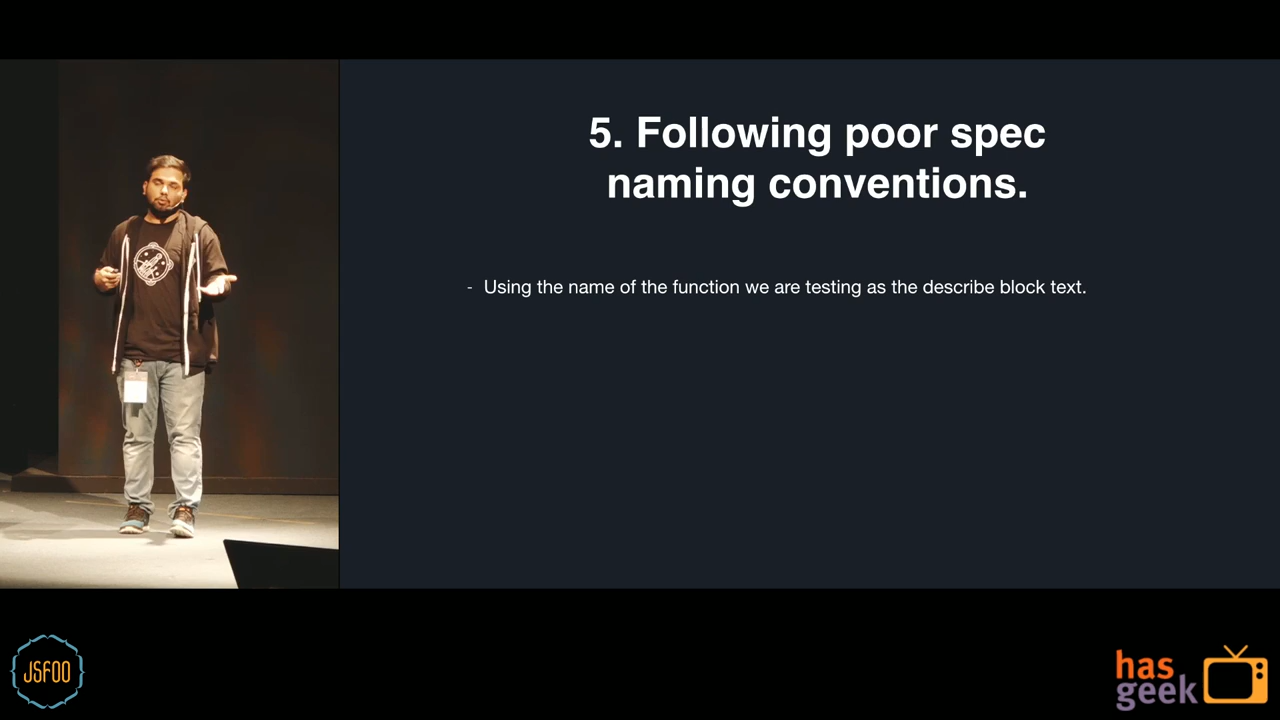 5. Following poor spec
naming conventions.
- Using the name of the function we are testing as the describe block text.
JSFOO
has
geek